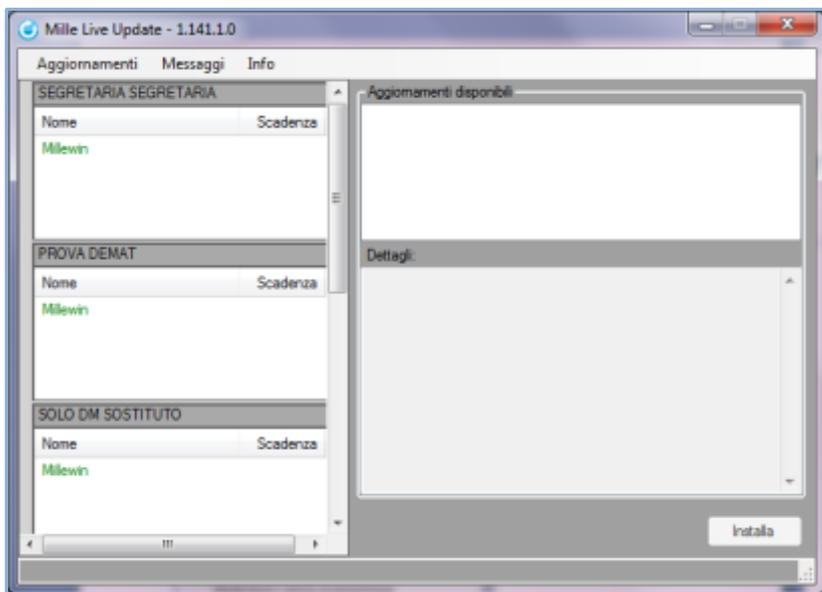 Mille Live Update - 1.141.1.0
Aggiornamenti Messaggi Info
SEGRETARIA SEGRETARIA
Nome Scadenza
Millewin
PROVA DEMAT
Nome Scadenza
Millewin
SOLO DM SOSTITUTO
Nome Scadenza
Millewin
Aggiornamenti disponibili
Dettagli:
Installa